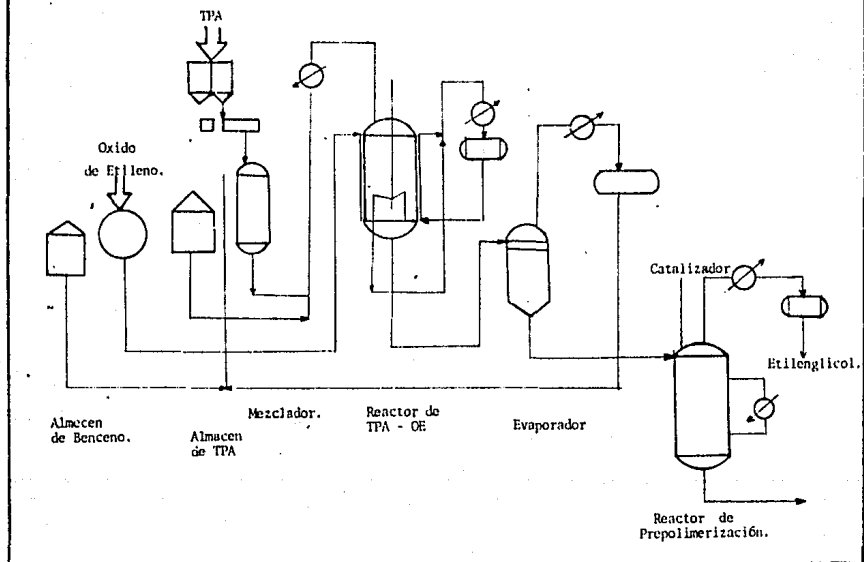 TPA
Oxido
de Etileno.
Catalizador
Etilenglicol.
Almecen
de Benceno.
Almacen
de TPA
Mezclador.
Reactor de
TPA - OE
Evaporador
Reactor de
Prepolimerización.